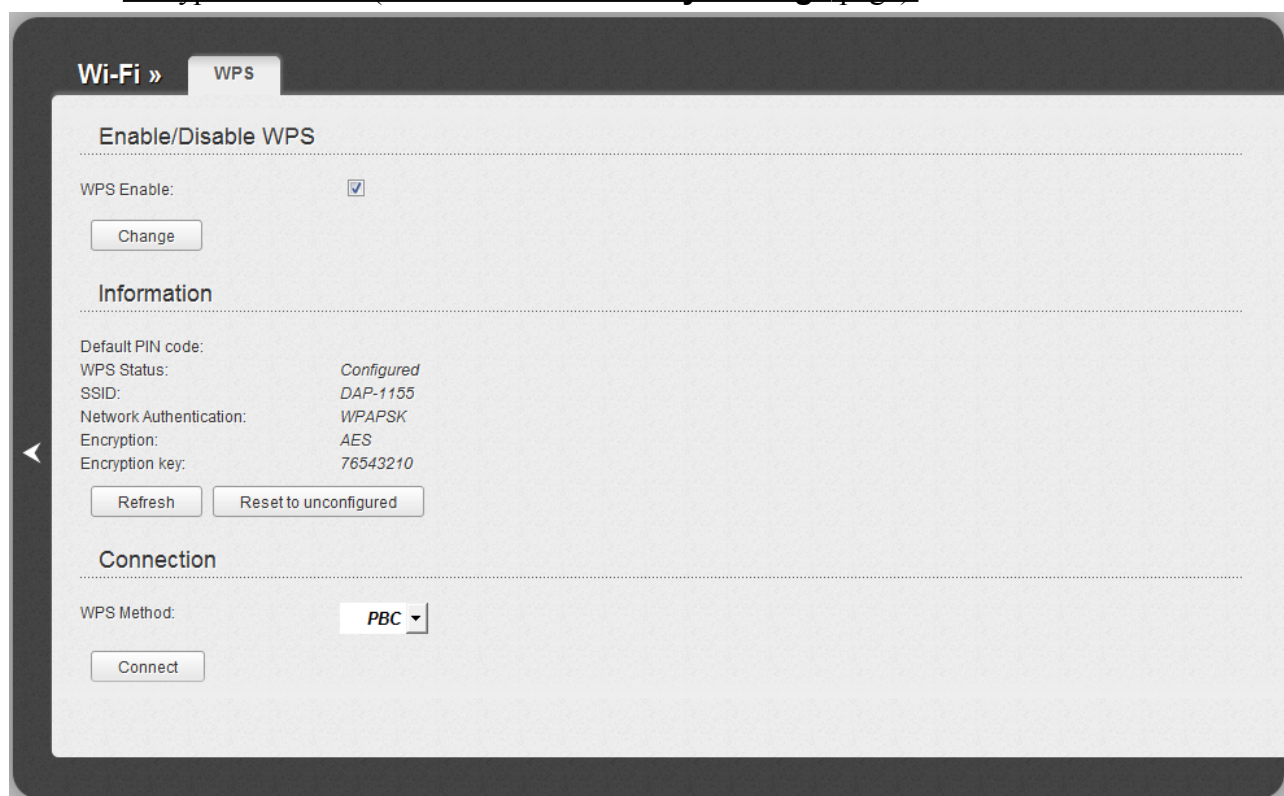 (
page).
Wi-Fi »
WPS
Enable/Disable WPS
WPS Enable:
Change
Information
Default PIN code:
WPS Status: Configured
SSID: DAP-1155
Network Authentication: WPAPSK
Encryption: AES
Encryption key: 76543210
Refresh Reset to unconfigured
Connection
WPS Method: PBC
Connect